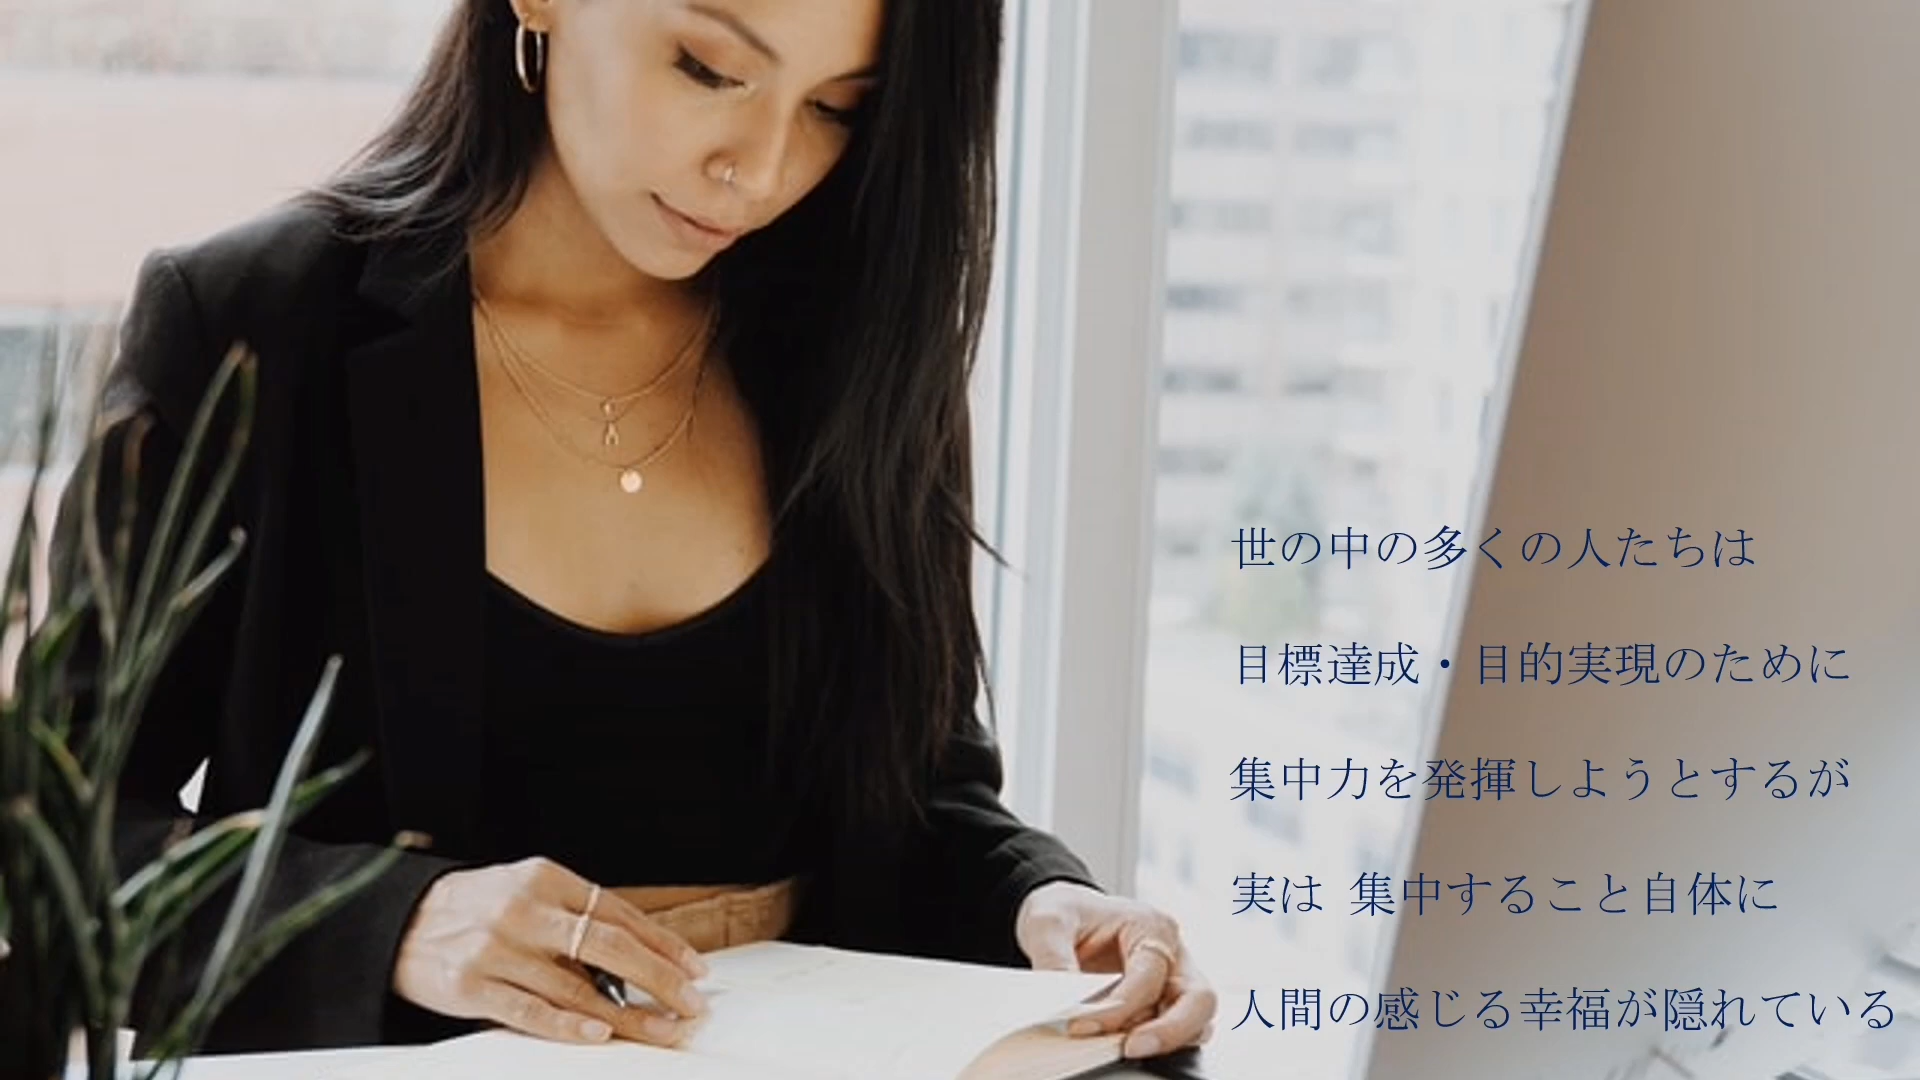 世の中の多くの人たちは
目標達成・目的実現のために
集中力を発揮しようとするが
実は 集中すること自体に
人間の感じる幸福が隠れている